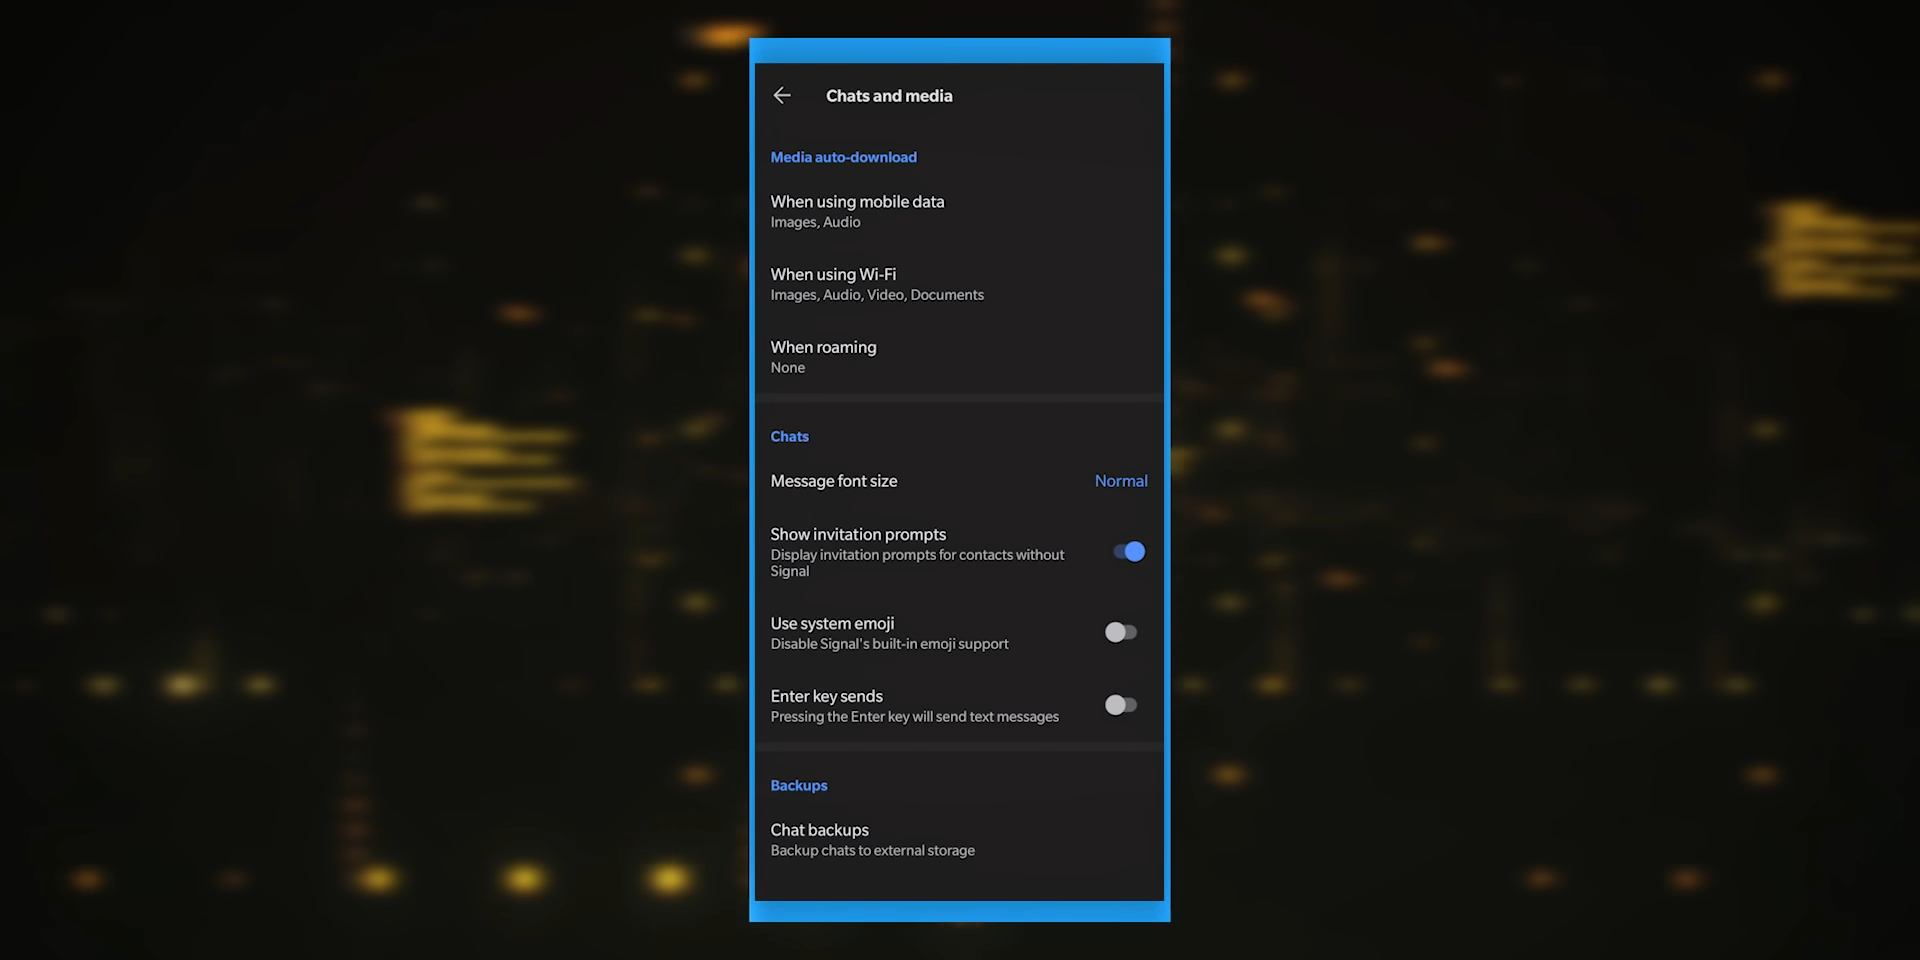 Chats and media
Media auto-download
When using mobile data
Images, Audio
When using Wi-Fi
Images, Audio, Video, Documents
When roaming
None
Chats
Message font size
Normal
Show invitation prompts
Display invitation prompts for contacts without
Signal
Use system emoji
Disable Signal's built-in emoji support
Enter key sends
Pressing the Enter key will send text messages
Backups
Chat backups
Backup chats to external storage